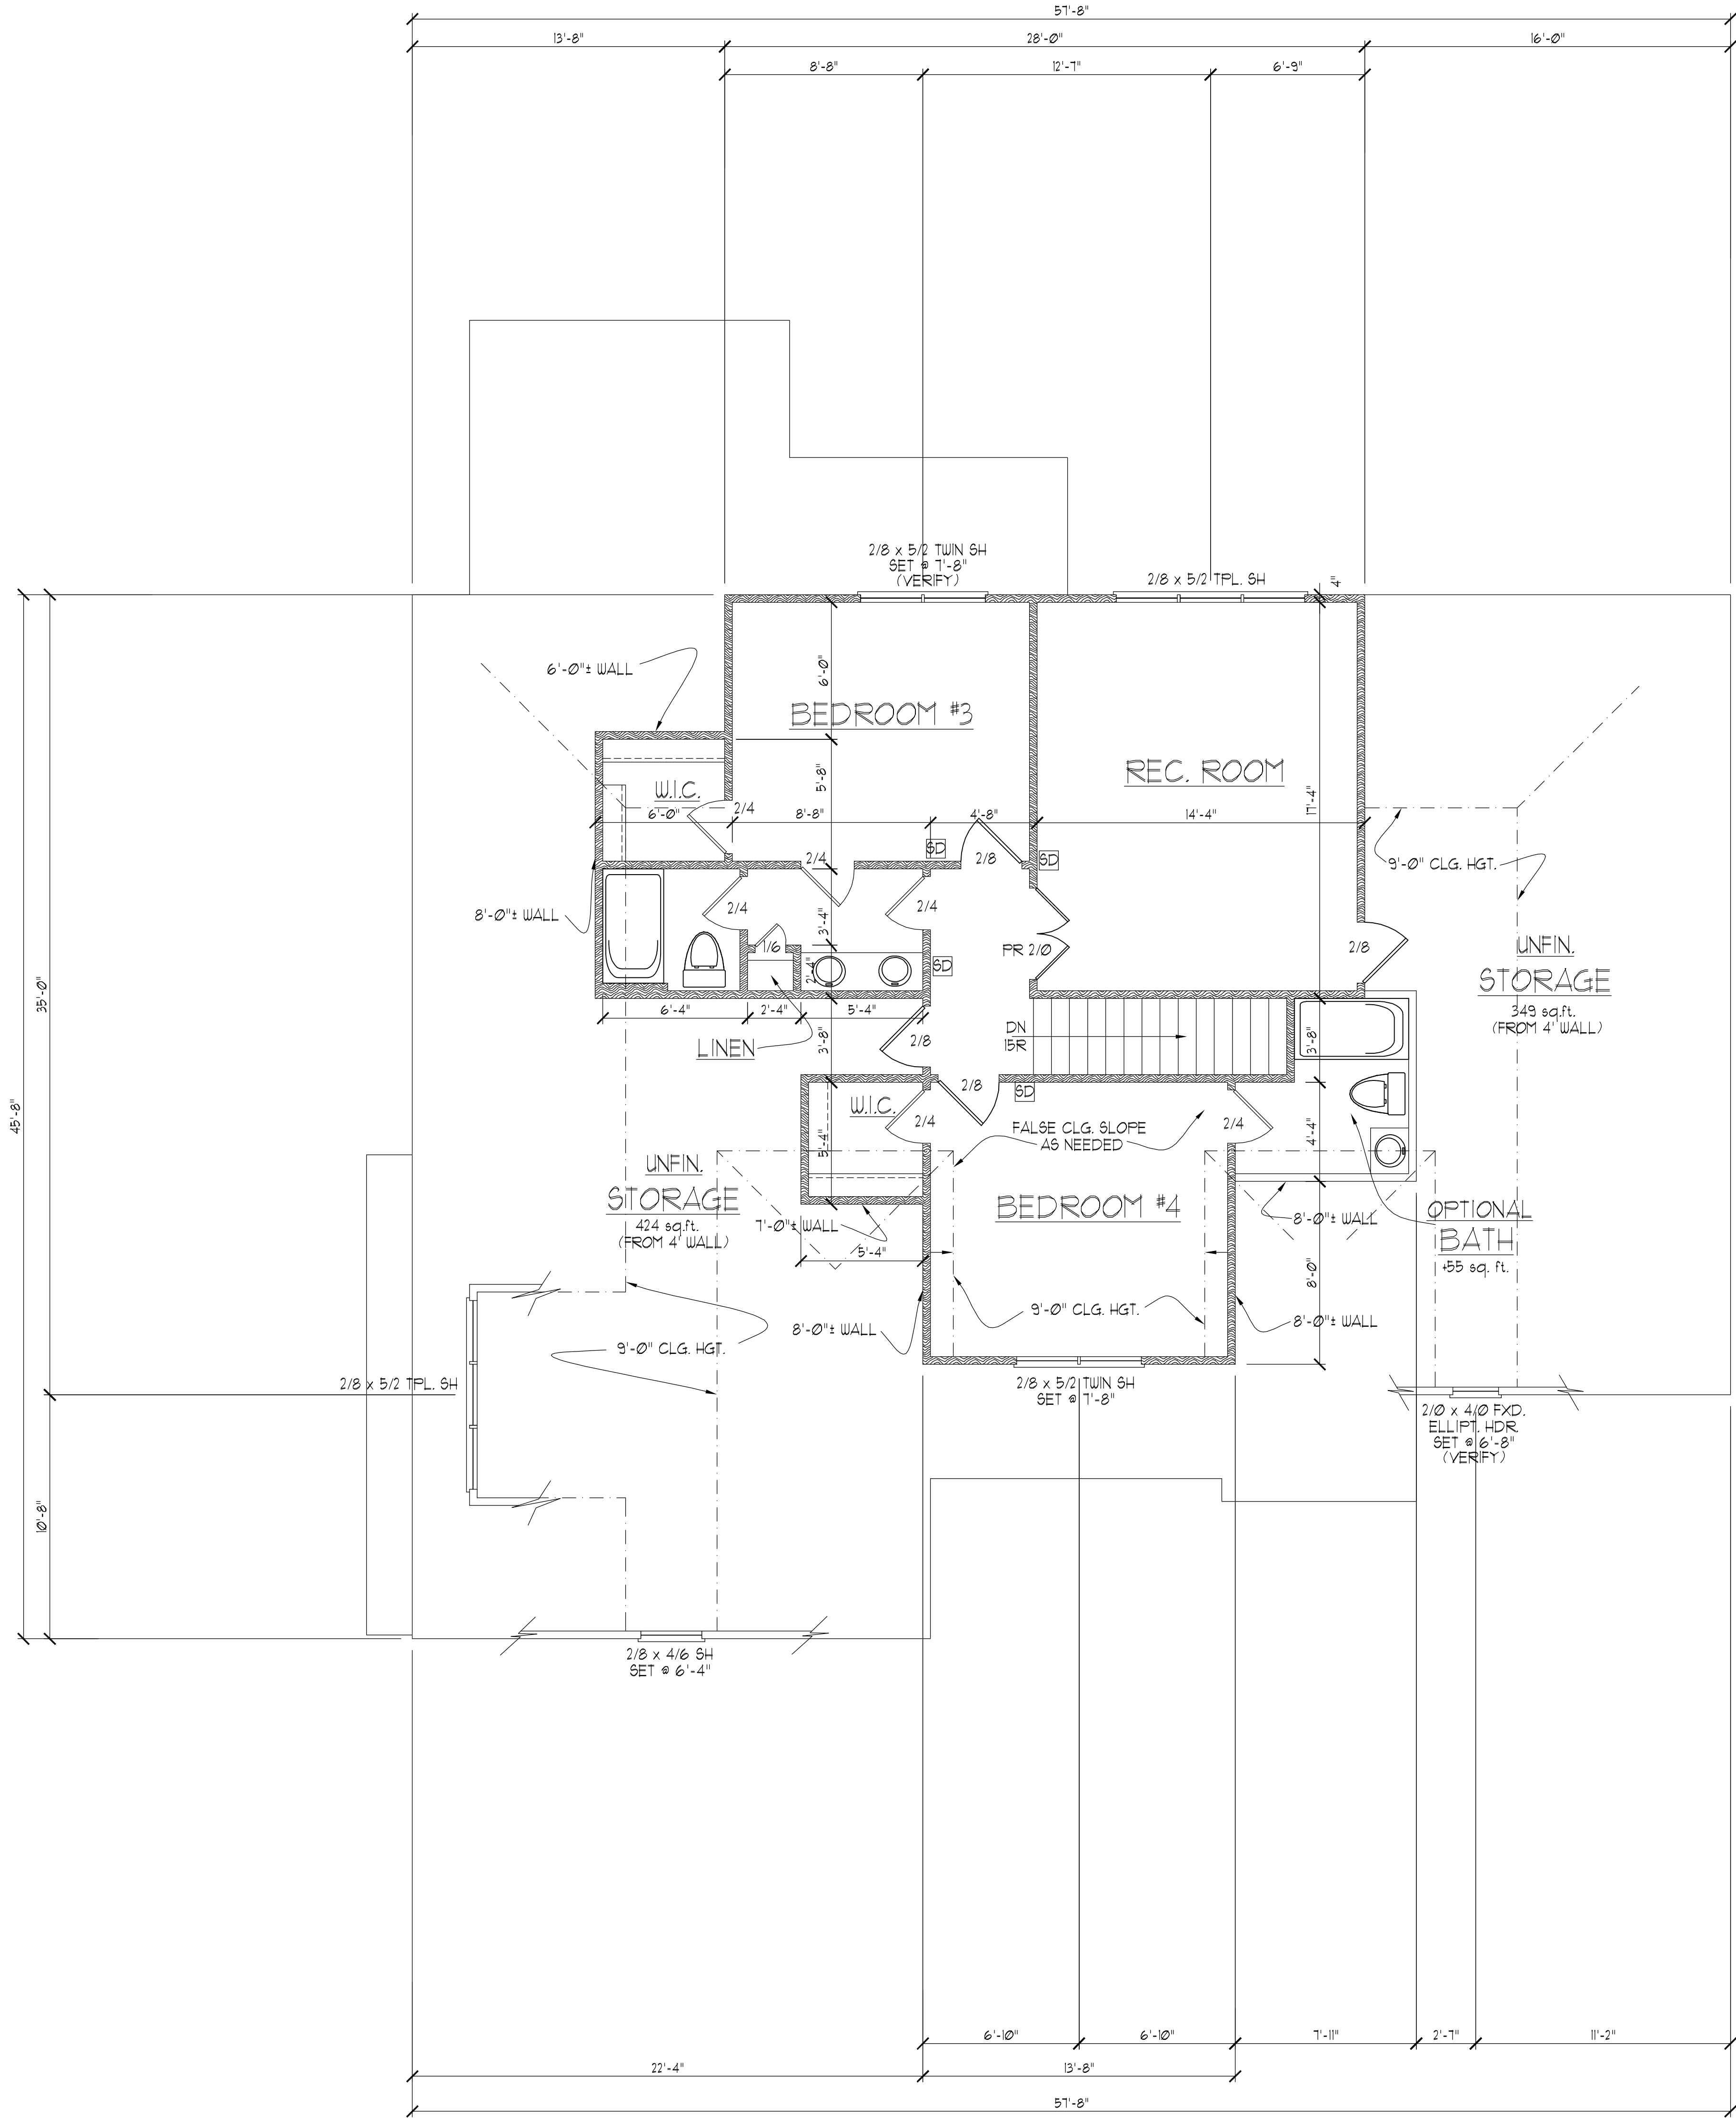 57'-8"
13'-8" 28'-0" 16'-0"
8'-8" 12'-7" 6'-9"
2/8 x 5/2 TWIN SH
SET @ 7'-8"
(VERIFY)
2/8 x 5/2 TPL. SH
4"
6'-0"± WALL
6'-0"
BEDROOM #3
REC. ROOM
5'-8"
W.I.C.
2/4
17'-4"
6'-0" 8'-8" 4'-8" 14'-4"
SD
SD
2/4
2/8
9'-0" CLG. HGT.
8'-0"± WALL
2/4
2/4
3'-4"
1/6
PR 2/0
2/8
UNFIN.
STORAGE
349 sq.ft.
(FROM 4' WALL)
SD
2'-4"
35'-0"
6'-4" 2'-4" 5'-4"
LINEN
3'-8"
2/8
DN
15R
3'-8"
2/8
SD
45'-8"
W.I.C.
2/4
FALSE CLG. SLOPE
AS NEEDED
2/4
4'-4"
5'-4"
UNFIN.
STORAGE
424 sq.ft.
(FROM 4' WALL)
7'-0"± WALL
BEDROOM #4
8'-0"± WALL
OPTIONAL
BATH
+55 sq. ft.
5'-4"
8'-0"
9'-0" CLG. HGT.
8'-0"± WALL
8'-0"± WALL
9'-0" CLG. HGT.
2/8 x 5/2 TPL. SH
2/8 x 5/2 TWIN SH
SET @ 7'-8"
2/0 x 4/0 FXD.
ELLIPT. HDR.
SET @ 6'-8"
(VERIFY)
10'-8"
2/8 x 4/6 SH
SET @ 6'-4"
6'-10" 6'-10" 7'-11" 2'-7" 11'-2"
22'-4" 13'-8"
57'-8"